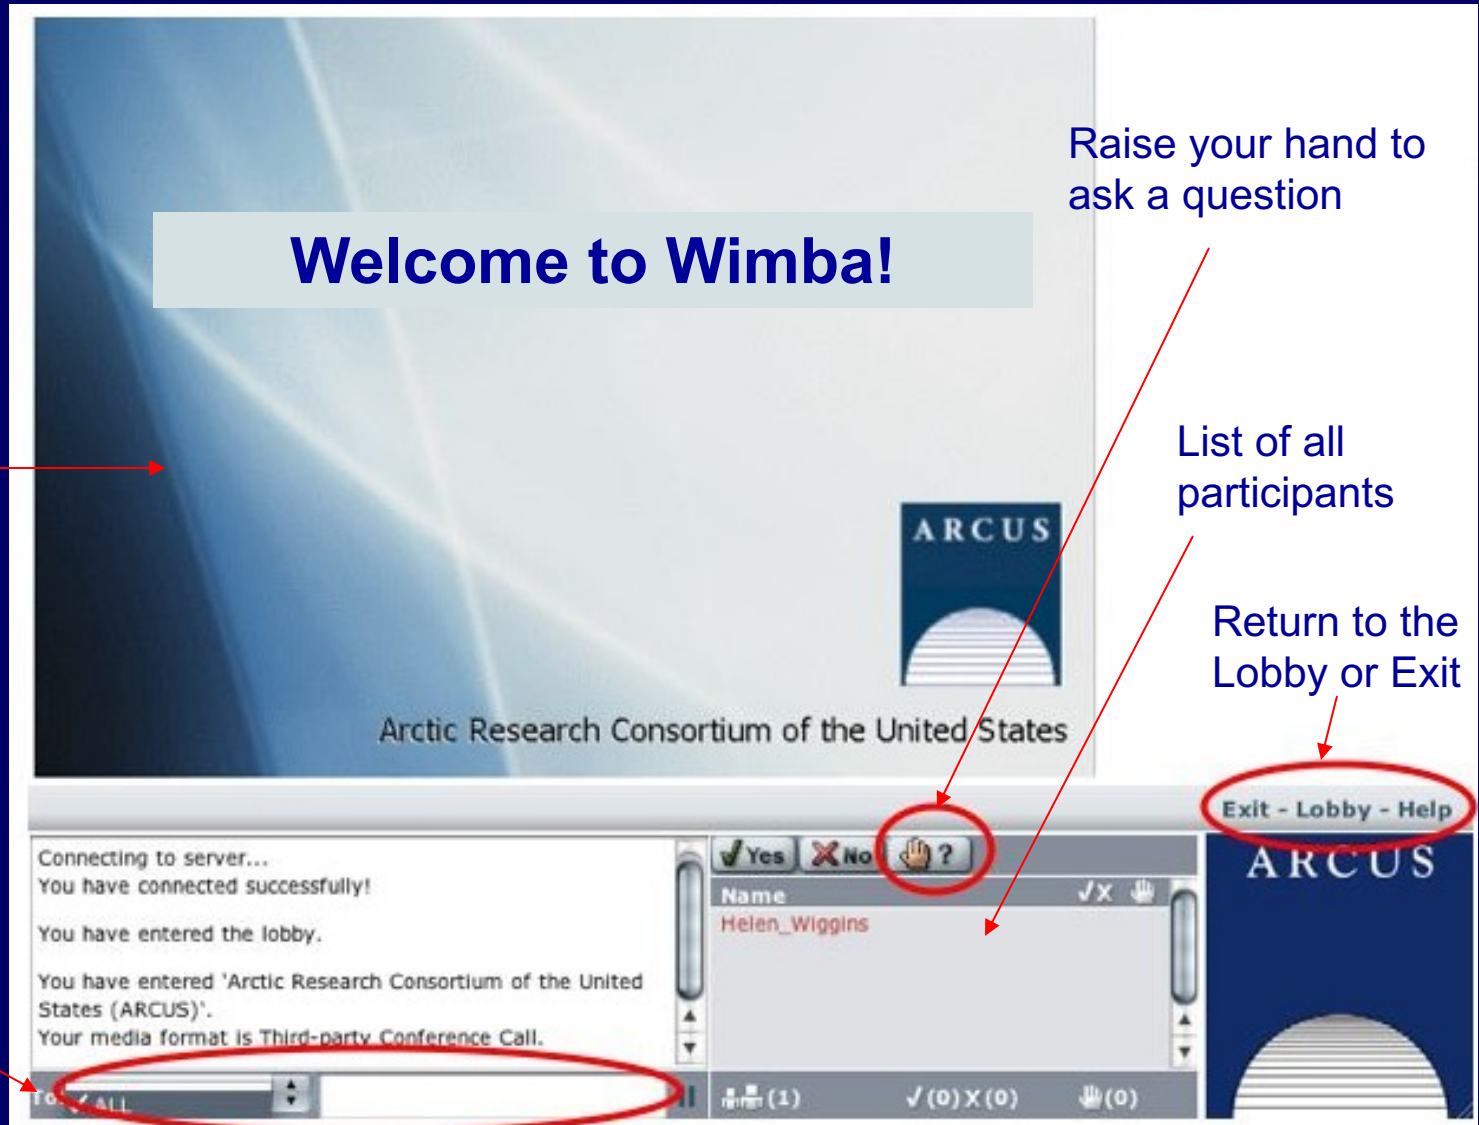 Welcome to Wimba!
Raise your hand to
ask a question
List of all
participants
ARCUS
Return to the
Lobby or Exit
Arctic Research Consortium of the United States
Exit - Lobby - Help
Connecting to server...
You have connected successfully!
You have entered the lobby.
You have entered 'Arctic Research Consortium of the United
States (ARCUS)'.
Your media format is Third-party Conference Call.
To: ✓ ALL
✓ Yes X No ?
Name ✓X
Helen_Wiggins
(1) ✓(0) X(0) (0)
ARCUS